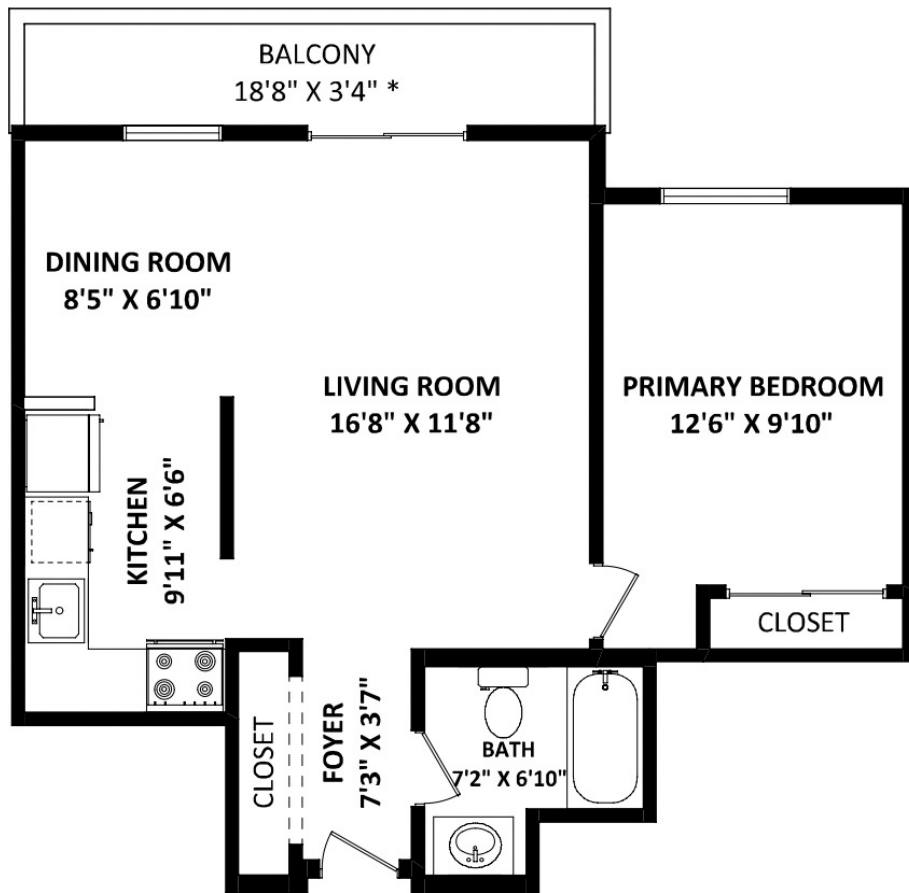 BALCONY
18'8" X 3'4" *
DINING ROOM
8'5" X 6'10"
LIVING ROOM
16'8" X 11'8"
PRIMARY BEDROOM
12'6" X 9'10"
KITCHEN
9'11" X 6'6"
CLOSET
CLOSET
FOYER
7'3" X 3'7"
BATH
7'2" X 6'10"